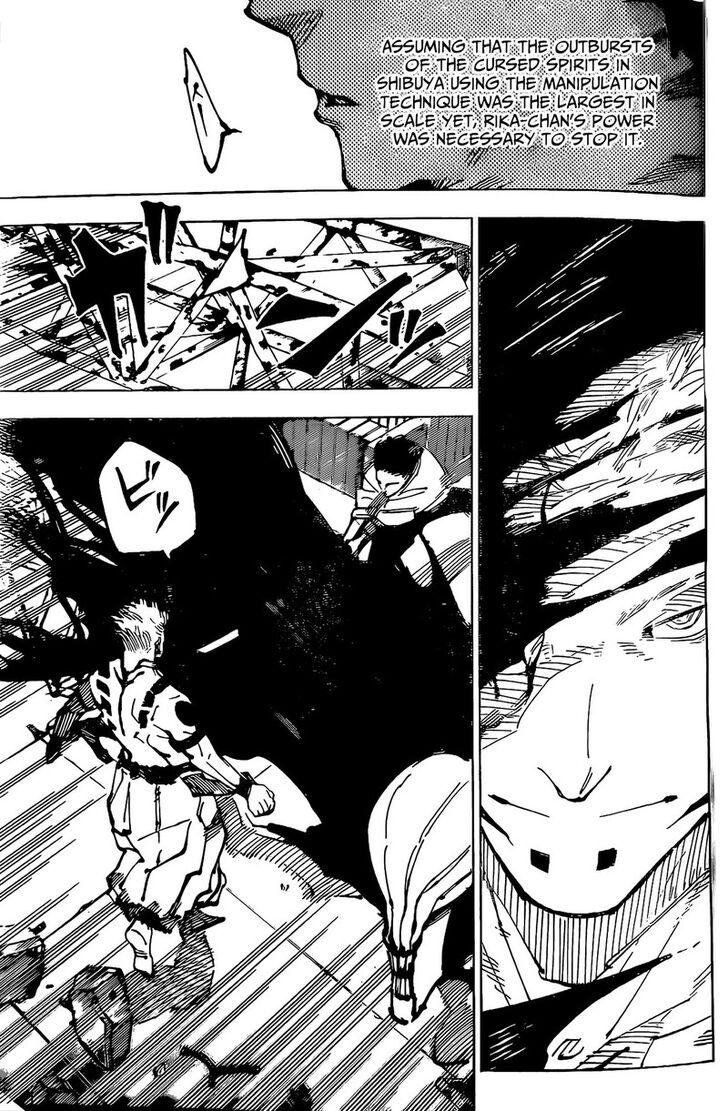 ASSUMING THAT THE OUTBURSTS
OF THE CURSED SPIRITS IN
SHIBUYA USING THE MANIPULATION
TECHNIQUE WAS THE LARGEST IN
SCALE YET, RIKA-CHAN'S POWER
WAS NECESSARY TO STOP IT.
ビッ